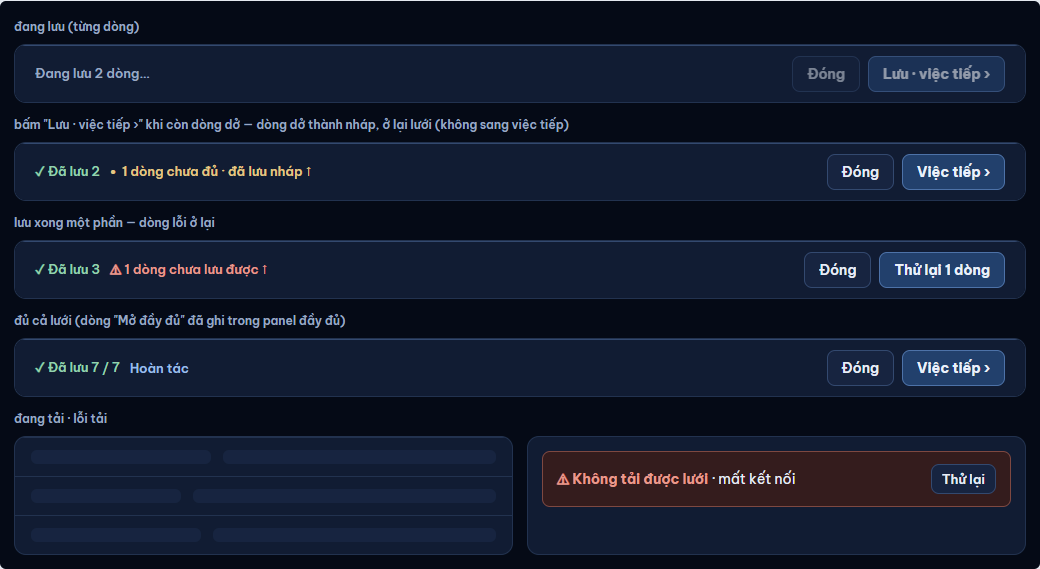 đang lưu (từng dòng)
Đang lưu 2 dòng... Đóng Lưu · việc tiếp ›
bấm "Lưu · việc tiếp ›" khi còn dòng dở — dòng dở thành nháp, ở lại lưới (không sang việc tiếp)
✓ Đã lưu 2 • 1 dòng chưa đủ · đã lưu nháp ↑ Đóng Việc tiếp ›
lưu xong một phần — dòng lỗi ở lại
✓ Đã lưu 3 ⚠ 1 dòng chưa lưu được ↑ Đóng Thử lại 1 dòng
đủ cả lưới (dòng "Mở đầy đủ" đã ghi trong panel đầy đủ)
✓ Đã lưu 7 / 7 Hoàn tác Đóng Việc tiếp ›
đang tải · lỗi tải
⚠ Không tải được lưới · mất kết nối Thử lại